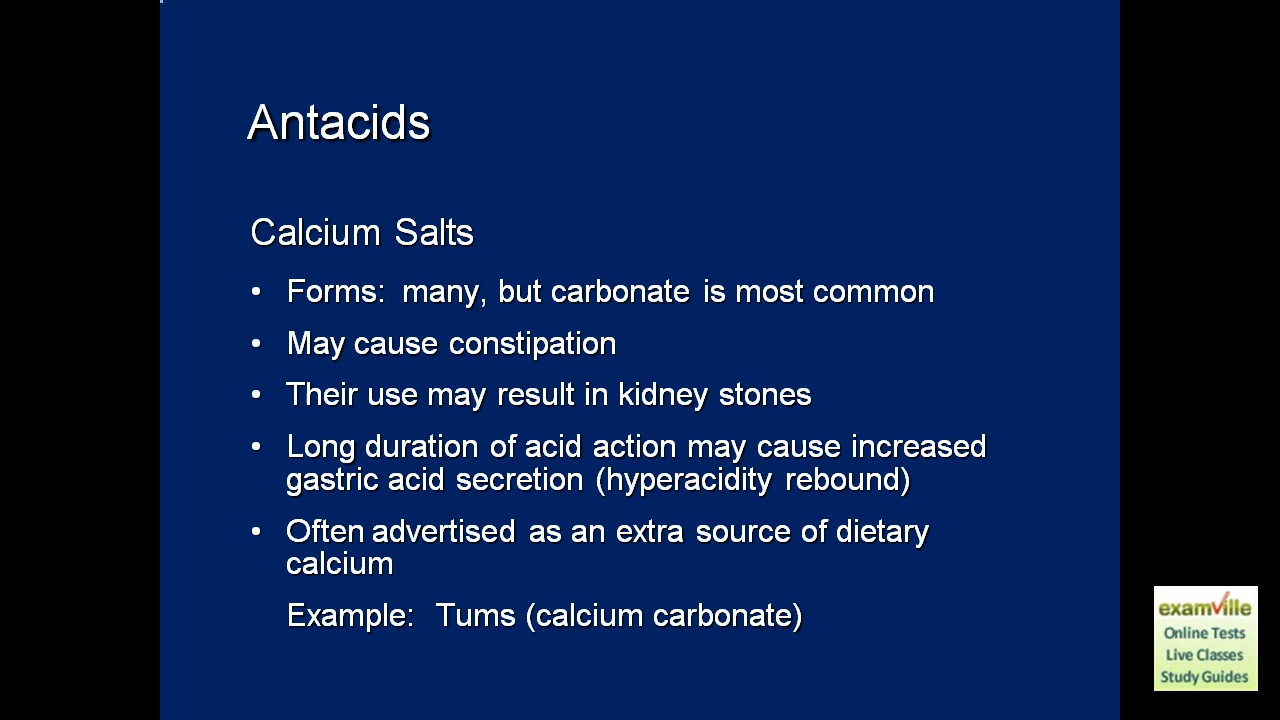 Antacids
Calcium Salts
• Forms: many, but carbonate is most common
• May cause constipation
• Their use may result in kidney stones
• Long duration of acid action may cause increased
gastric acid secretion (hyperacidity rebound)
• Often advertised as an extra source of dietary
calcium
Example: Tums (calcium carbonate)
examville
Online Tests
Live Classes
Study Guides